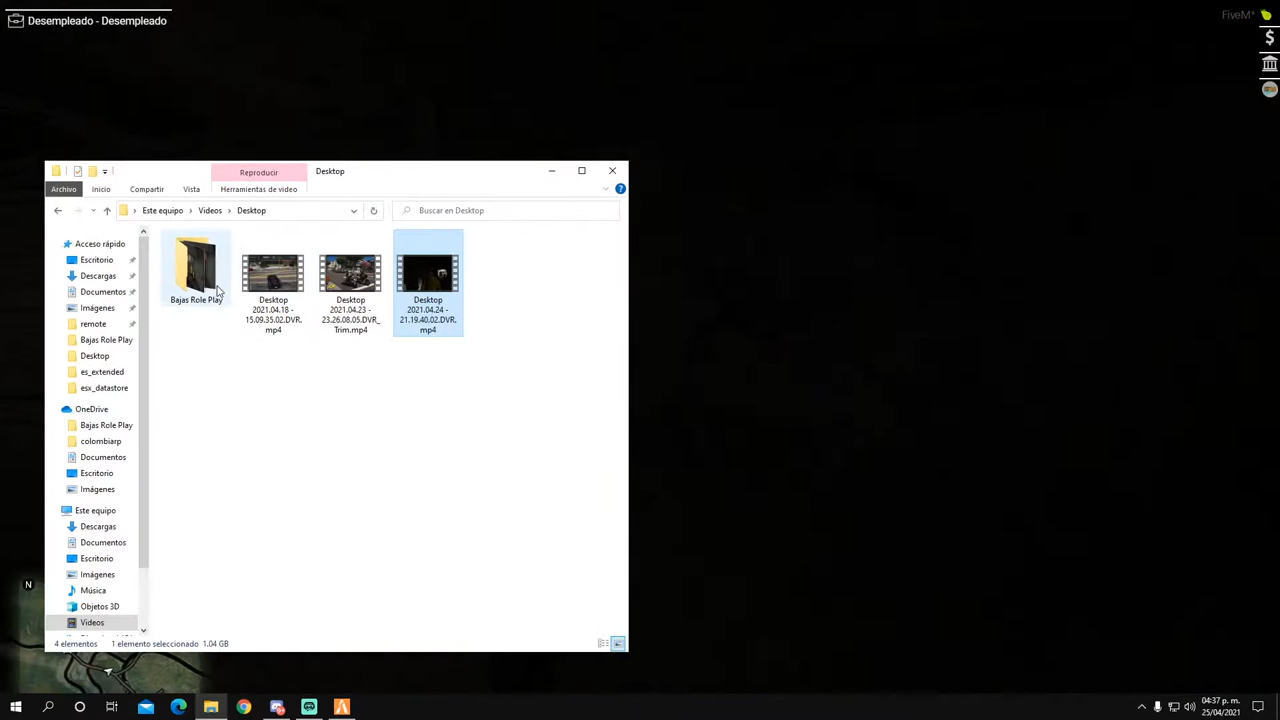 Desempleado - Desempleado
FiveM*
$
Reproducir
Desktop
Archivo
Inicio
Compartir
Vista
Herramientas de video
Este equipo > Videos > Desktop
Buscar en Desktop
Acceso rápido
Escritorio
Descargas
Documentos
Imágenes
remote
Bajas Role Play
Desktop
es_extended
esx_datastore
OneDrive
Bajas Role Play
colombiarp
Documentos
Escritorio
Imágenes
Este equipo
Descargas
Documentos
Escritorio
Imágenes
Música
Objetos 3D
Videos
Bajas Role Play
Desktop
2021.04.18 -
15.09.35.02.DVR.
mp4
Desktop
2021.04.23 -
23.26.08.05.DVR_
Trim.mp4
Desktop
2021.04.24 -
21.19.40.02.DVR.
mp4
4 elementos
1 elemento seleccionado 1.04 GB
N
04:37 p. m.
25/04/2021